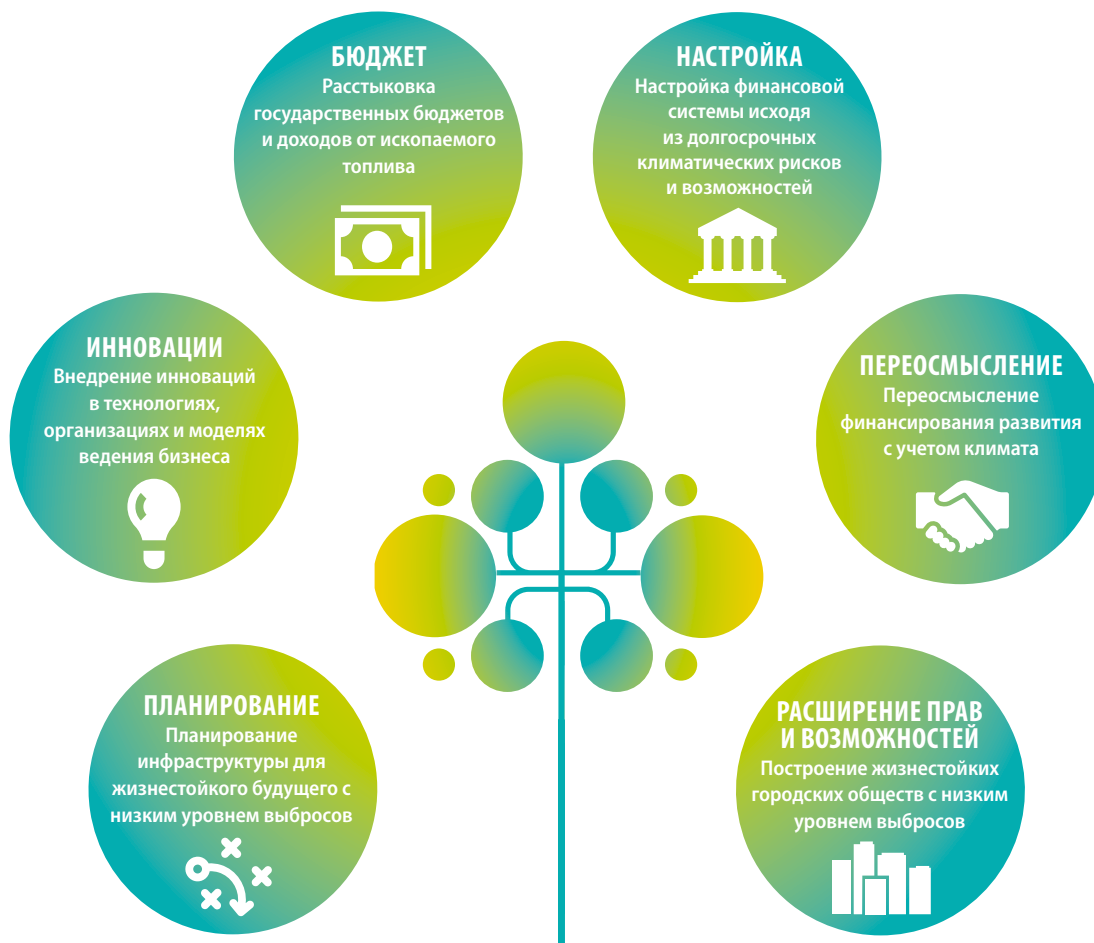 БЮДЖЕТ
Расстыковка
государственных бюджетов
и доходов от ископаемого
топлива
НАСТРОЙКА
Настройка финансовой
системы исходя
из долгосрочных
климатических рисков
и возможностей
ИННОВАЦИИ
Внедрение инноваций
в технологиях,
организациях и моделях
ведения бизнеса
ПЕРЕОСМЫСЛЕНИЕ
Переосмысление
финансирования развития
с учетом климата
ПЛАНИРОВАНИЕ
Планирование
инфраструктуры для
жизнестойкого будущего с
низким уровнем выбросов
РАСШИРЕНИЕ ПРАВ
И ВОЗМОЖНОСТЕЙ
Построение жизнестойких
городских обществ с низким
уровнем выбросов